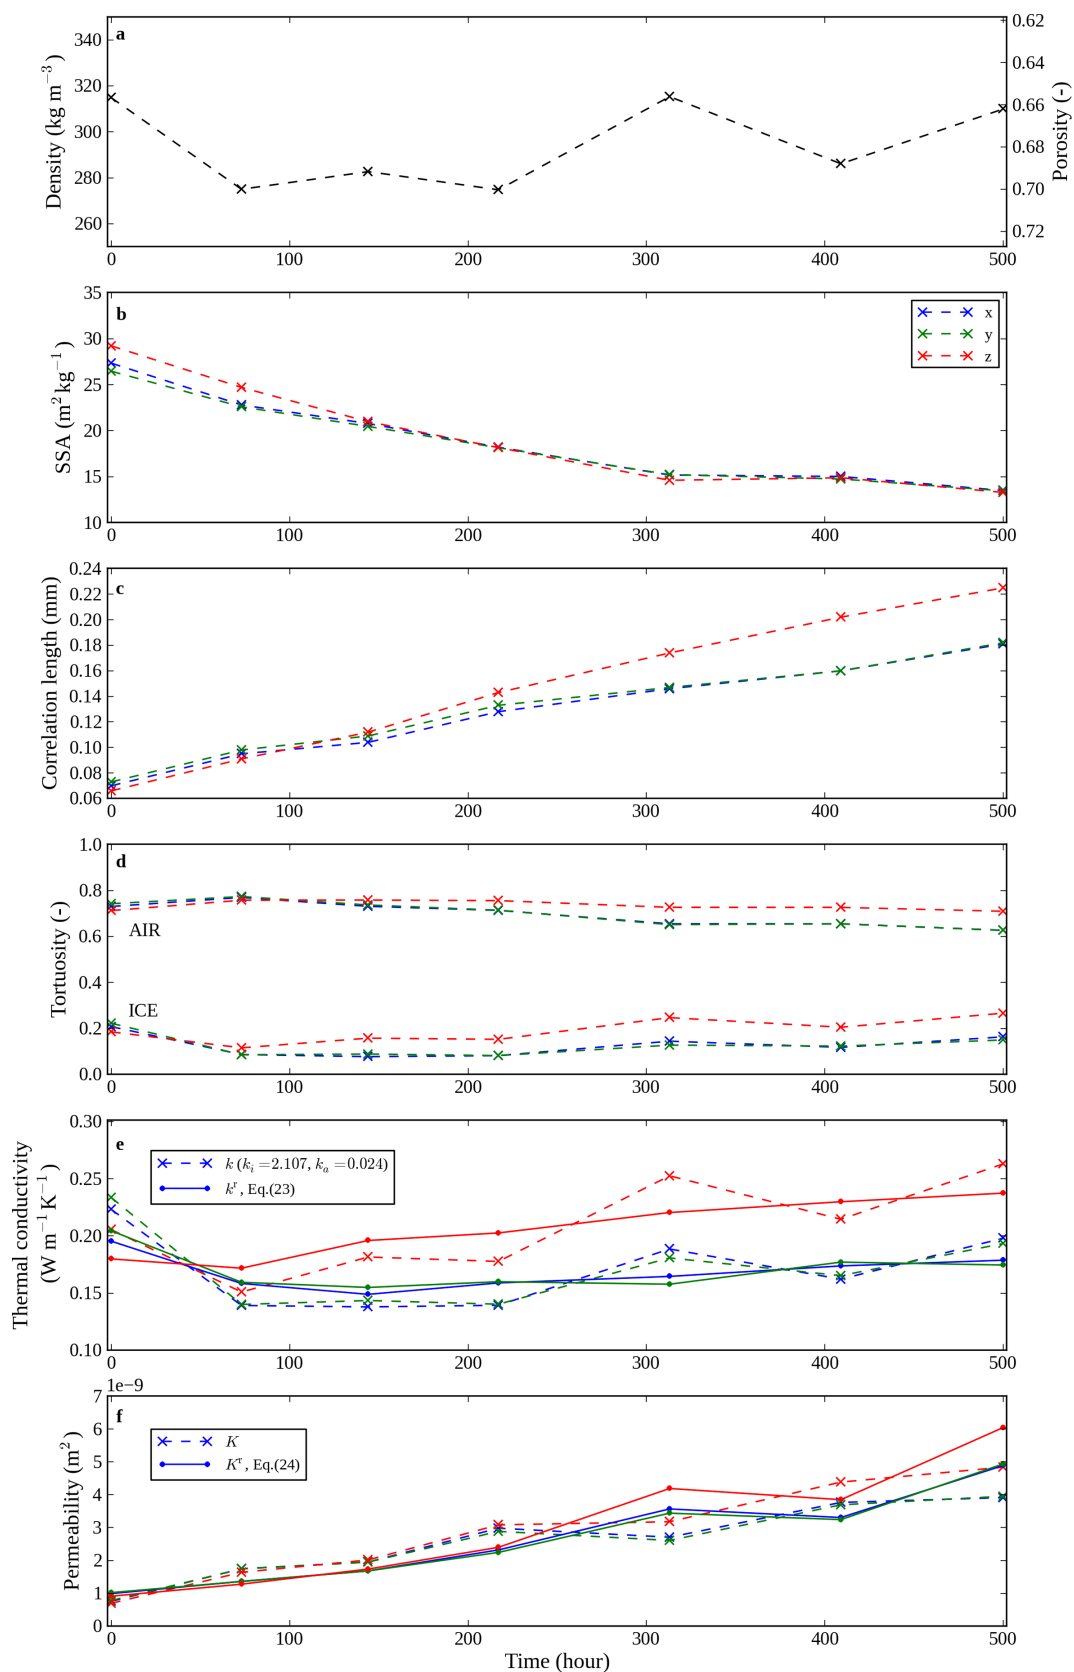 a
340
320
300
280
260
Density (kg m⁻³)
0.62
0.64
0.66
0.68
0.70
0.72
Porosity (-)
0 100 200 300 400 500
b
35
30
25
20
15
10
SSA (m² kg⁻¹)
x
y
z
0 100 200 300 400 500
c
0.24
0.22
0.20
0.18
0.16
0.14
0.12
0.10
0.08
0.06
Correlation length (mm)
0 100 200 300 400 500
d
1.0
0.8
0.6
0.4
0.2
0.0
Tortuosity (-)
AIR
ICE
0 100 200 300 400 500
e
0.30
0.25
0.20
0.15
0.10
Thermal conductivity
(W m⁻¹ K⁻¹)
k (kᵢ = 2.107, kₐ = 0.024)
kʳ, Eq.(23)
0 100 200 300 400 500
1e−9
f
7
6
5
4
3
2
1
0
Permeability (m²)
K
Kʳ, Eq.(24)
0 100 200 300 400 500
Time (hour)